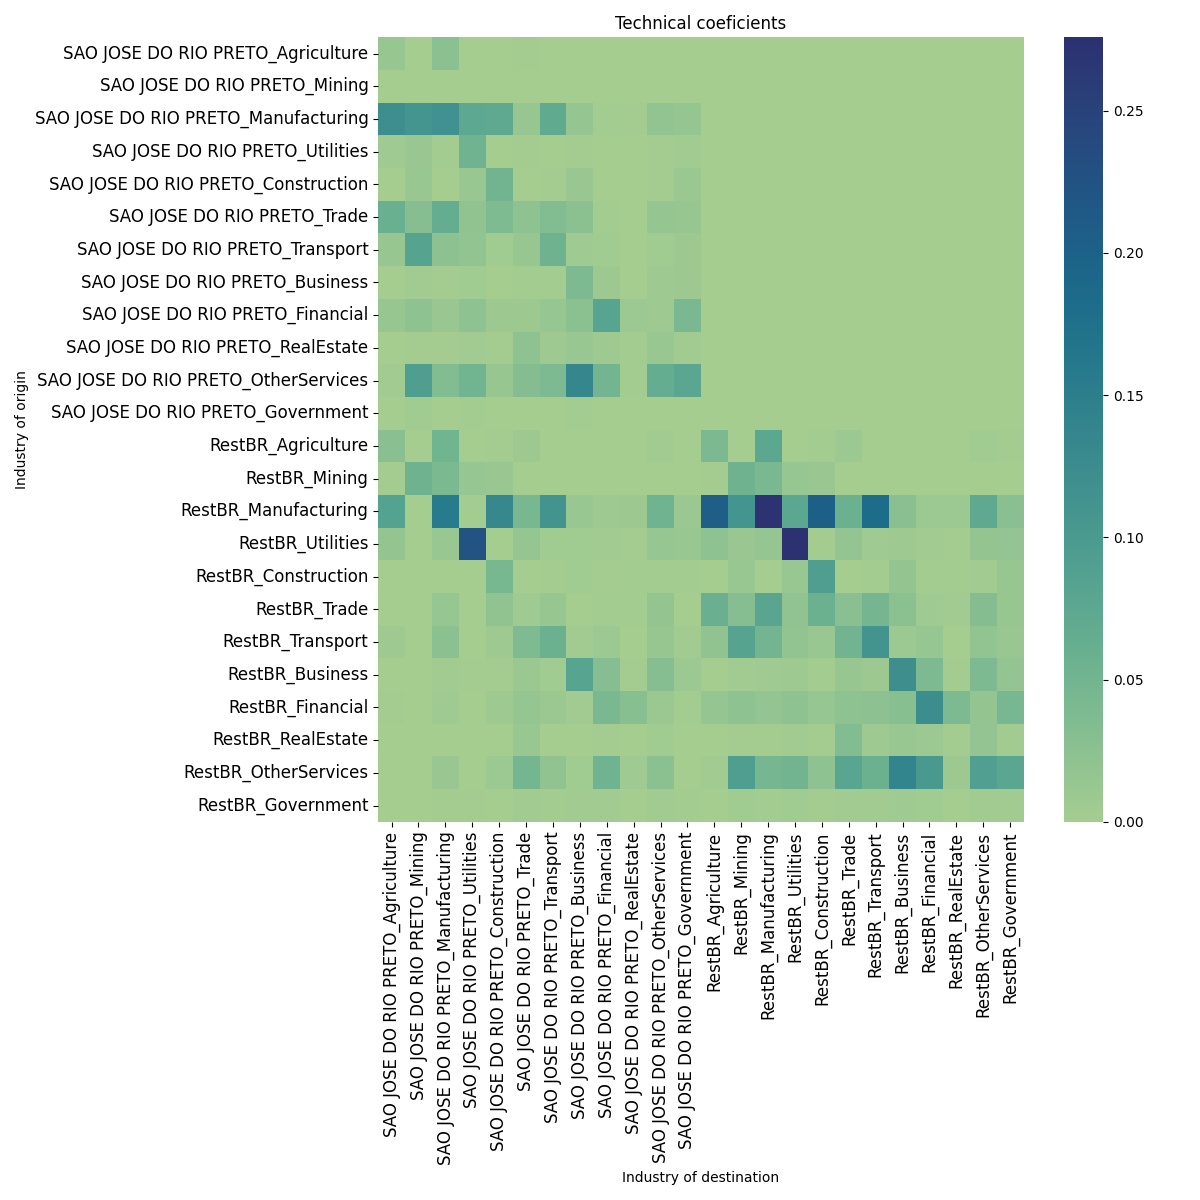 Technical coeficients
Industry of origin
SAO JOSE DO RIO PRETO_Agriculture
SAO JOSE DO RIO PRETO_Mining
SAO JOSE DO RIO PRETO_Manufacturing
SAO JOSE DO RIO PRETO_Utilities
SAO JOSE DO RIO PRETO_Construction
SAO JOSE DO RIO PRETO_Trade
SAO JOSE DO RIO PRETO_Transport
SAO JOSE DO RIO PRETO_Business
SAO JOSE DO RIO PRETO_Financial
SAO JOSE DO RIO PRETO_RealEstate
SAO JOSE DO RIO PRETO_OtherServices
SAO JOSE DO RIO PRETO_Government
RestBR_Agriculture
RestBR_Mining
RestBR_Manufacturing
RestBR_Utilities
RestBR_Construction
RestBR_Trade
RestBR_Transport
RestBR_Business
RestBR_Financial
RestBR_RealEstate
RestBR_OtherServices
RestBR_Government
SAO JOSE DO RIO PRETO_Agriculture
SAO JOSE DO RIO PRETO_Mining
SAO JOSE DO RIO PRETO_Manufacturing
SAO JOSE DO RIO PRETO_Utilities
SAO JOSE DO RIO PRETO_Construction
SAO JOSE DO RIO PRETO_Trade
SAO JOSE DO RIO PRETO_Transport
SAO JOSE DO RIO PRETO_Business
SAO JOSE DO RIO PRETO_Financial
SAO JOSE DO RIO PRETO_RealEstate
SAO JOSE DO RIO PRETO_OtherServices
SAO JOSE DO RIO PRETO_Government
RestBR_Agriculture
RestBR_Mining
RestBR_Manufacturing
RestBR_Utilities
RestBR_Construction
RestBR_Trade
RestBR_Transport
RestBR_Business
RestBR_Financial
RestBR_RealEstate
RestBR_OtherServices
RestBR_Government
Industry of destination
0.25
0.20
0.15
0.10
0.05
0.00